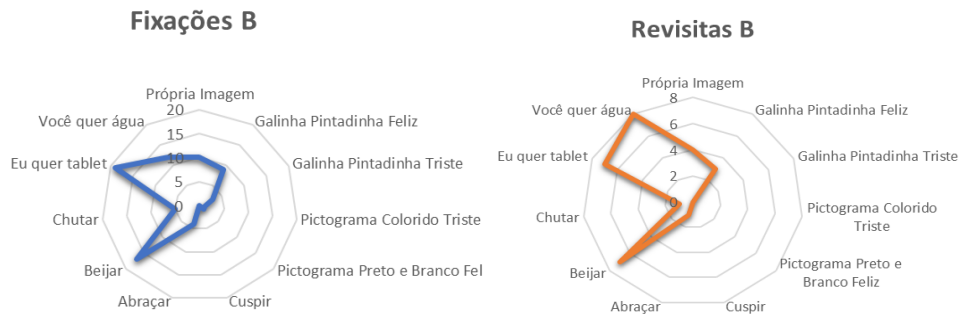 Fixações B
Própria Imagem
20
15
10
5
0
Galinha Pintadinha Feliz
Galinha Pintadinha Triste
Pictograma Colorido Triste
Pictograma Preto e Branco Fel
Cuspir
Abraçar
Beijar
Chutar
Eu quer tablet
Você quer água
Revisitas B
Própria Imagem
8
6
4
2
0
Galinha Pintadinha Feliz
Galinha Pintadinha Triste
Pictograma Colorido
Triste
Pictograma Preto e
Branco Feliz
Cuspir
Abraçar
Beijar
Chutar
Eu quer tablet
Você quer água